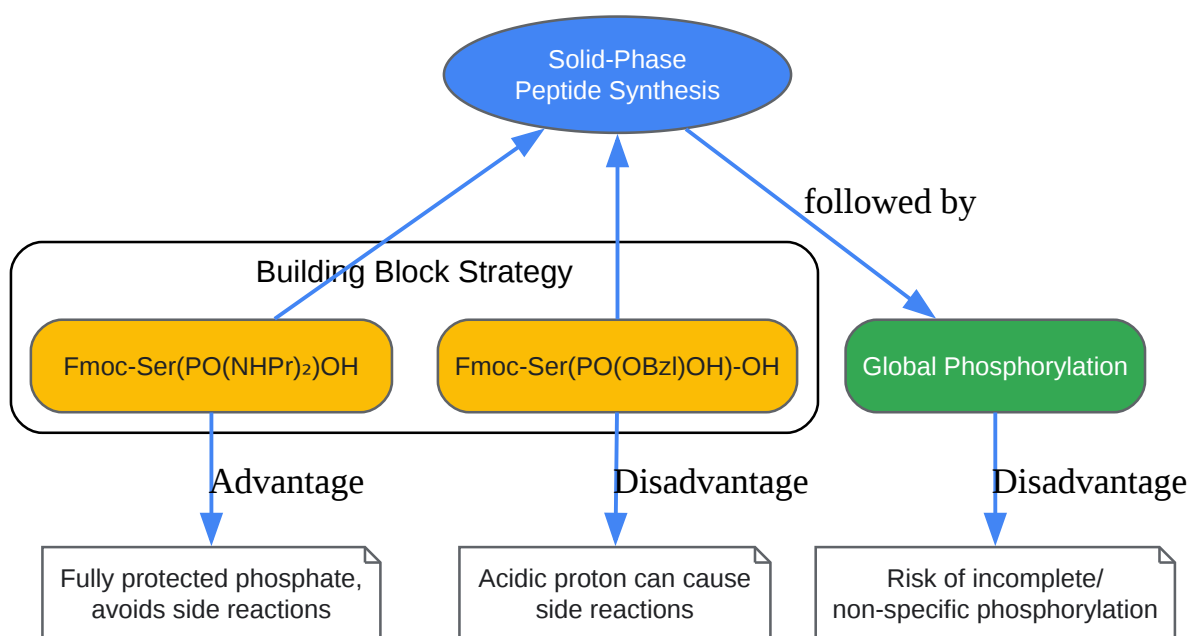 Solid-Phase
Peptide Synthesis
followed by
Building Block Strategy
Fmoc-Ser(PO(NHPr)₂)OH
Fmoc-Ser(PO(OBzl)OH)-OH
Global Phosphorylation
Advantage
Disadvantage
Disadvantage
Fully protected phosphate,
avoids side reactions
Acidic proton can cause
side reactions
Risk of incomplete/
non-specific phosphorylation